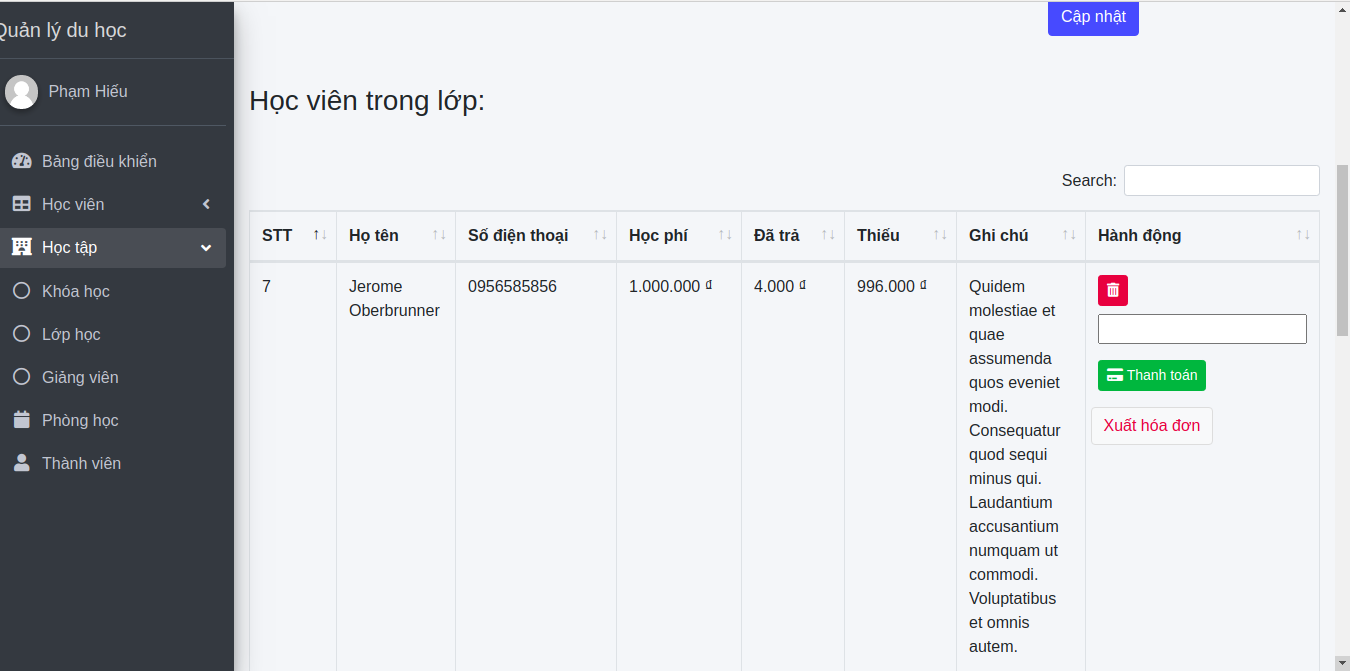 Quản lý du học
Phạm Hiếu
Bảng điều khiển
Học viên
Học tập
Khóa học
Lớp học
Giảng viên
Phòng học
Thành viên
Cập nhật
Học viên trong lớp:
Search:
STT Họ tên Số điện thoại Học phí Đã trả Thiếu Ghi chú Hành động
7 Jerome Oberbrunner 0956585856 1.000.000 ₫ 4.000 ₫ 996.000 ₫
Quidem
molestiae et
quae
assumenda
quos eveniet
modi.
Consequatur
quod sequi
minus qui.
Laudantium
accusantium
numquam ut
commodi.
Voluptatibus
et omnis
autem.
Thanh toán
Xuất hóa đơn